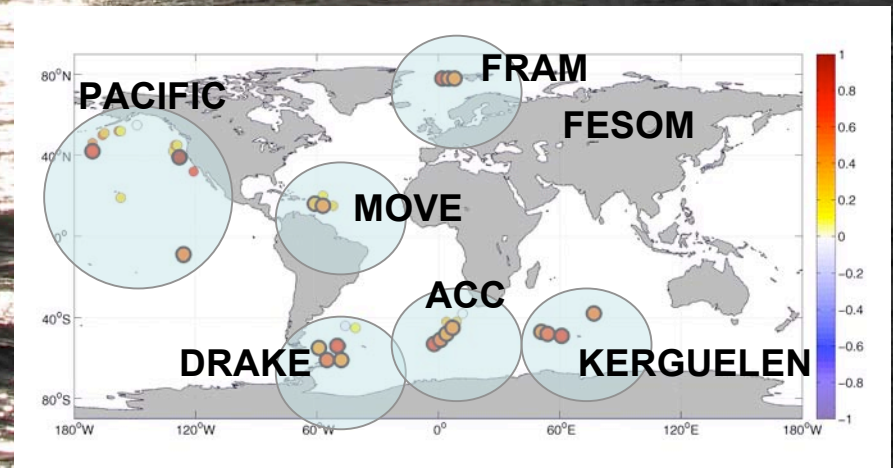 FRAM
PACIFIC
FESOM
MOVE
ACC
DRAKE
KERGUELEN
80°N
40°N
0°
40°S
80°S
180°W
120°W
60°W
0°
60°E
120°E
180°W
1
0.8
0.6
0.4
0.2
0
−0.2
−0.4
−0.6
−0.8
−1